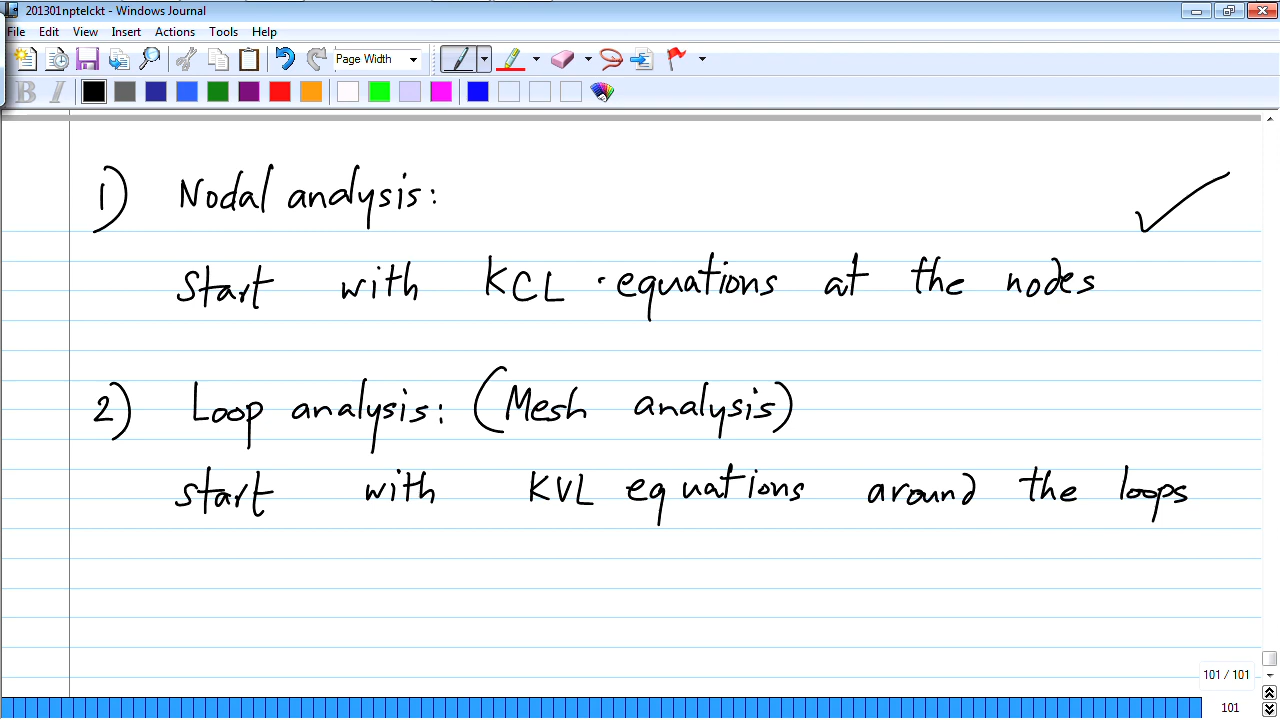 201301nptelckt - Windows Journal
File Edit View Insert Actions Tools Help
Page Width
B I
1) Nodal analysis:
Start with KCL equations at the nodes
2) Loop analysis: (Mesh analysis)
start with KVL equations around the loops
101 / 101
101